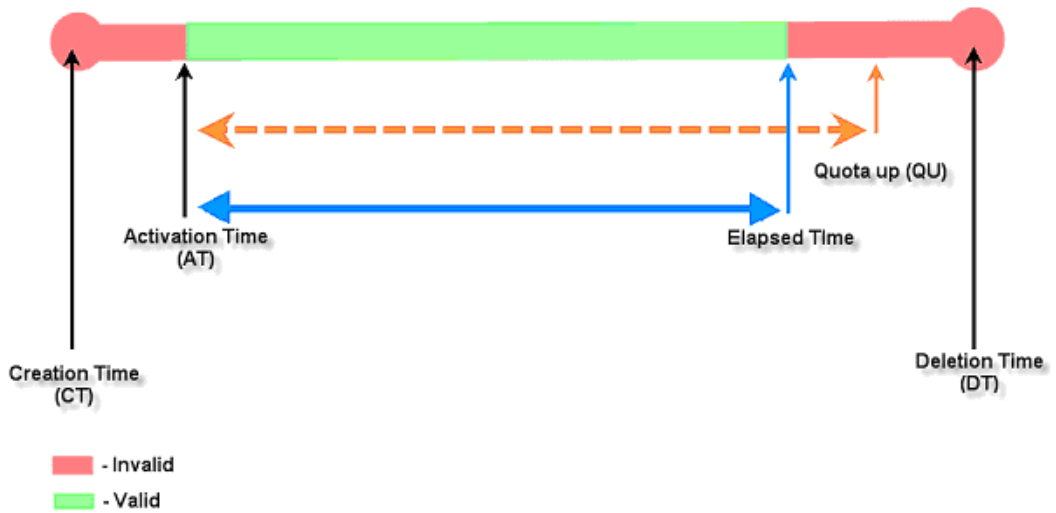 Quota up (QU)
Activation Time
(AT)
Elapsed TIme
Creation Time
(CT)
Deletion Time
(DT)
- Invalid
- Valid